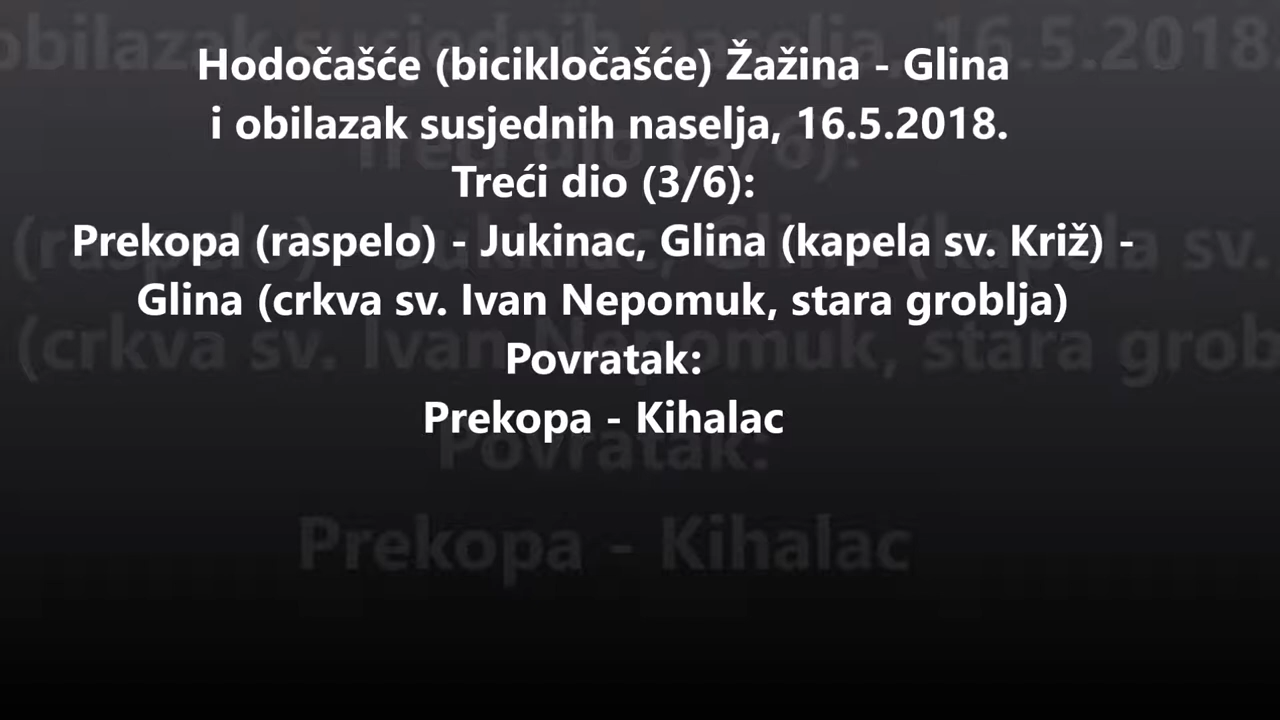 Hodočašće (bicikločašće) Žažina - Glina
i obilazak susjednih naselja, 16.5.2018.
Treći dio (3/6):
Prekopa (raspelo) - Jukinac, Glina (kapela sv. Križ) -
Glina (crkva sv. Ivan Nepomuk, stara groblja)
Povratak:
Prekopa - Kihalac